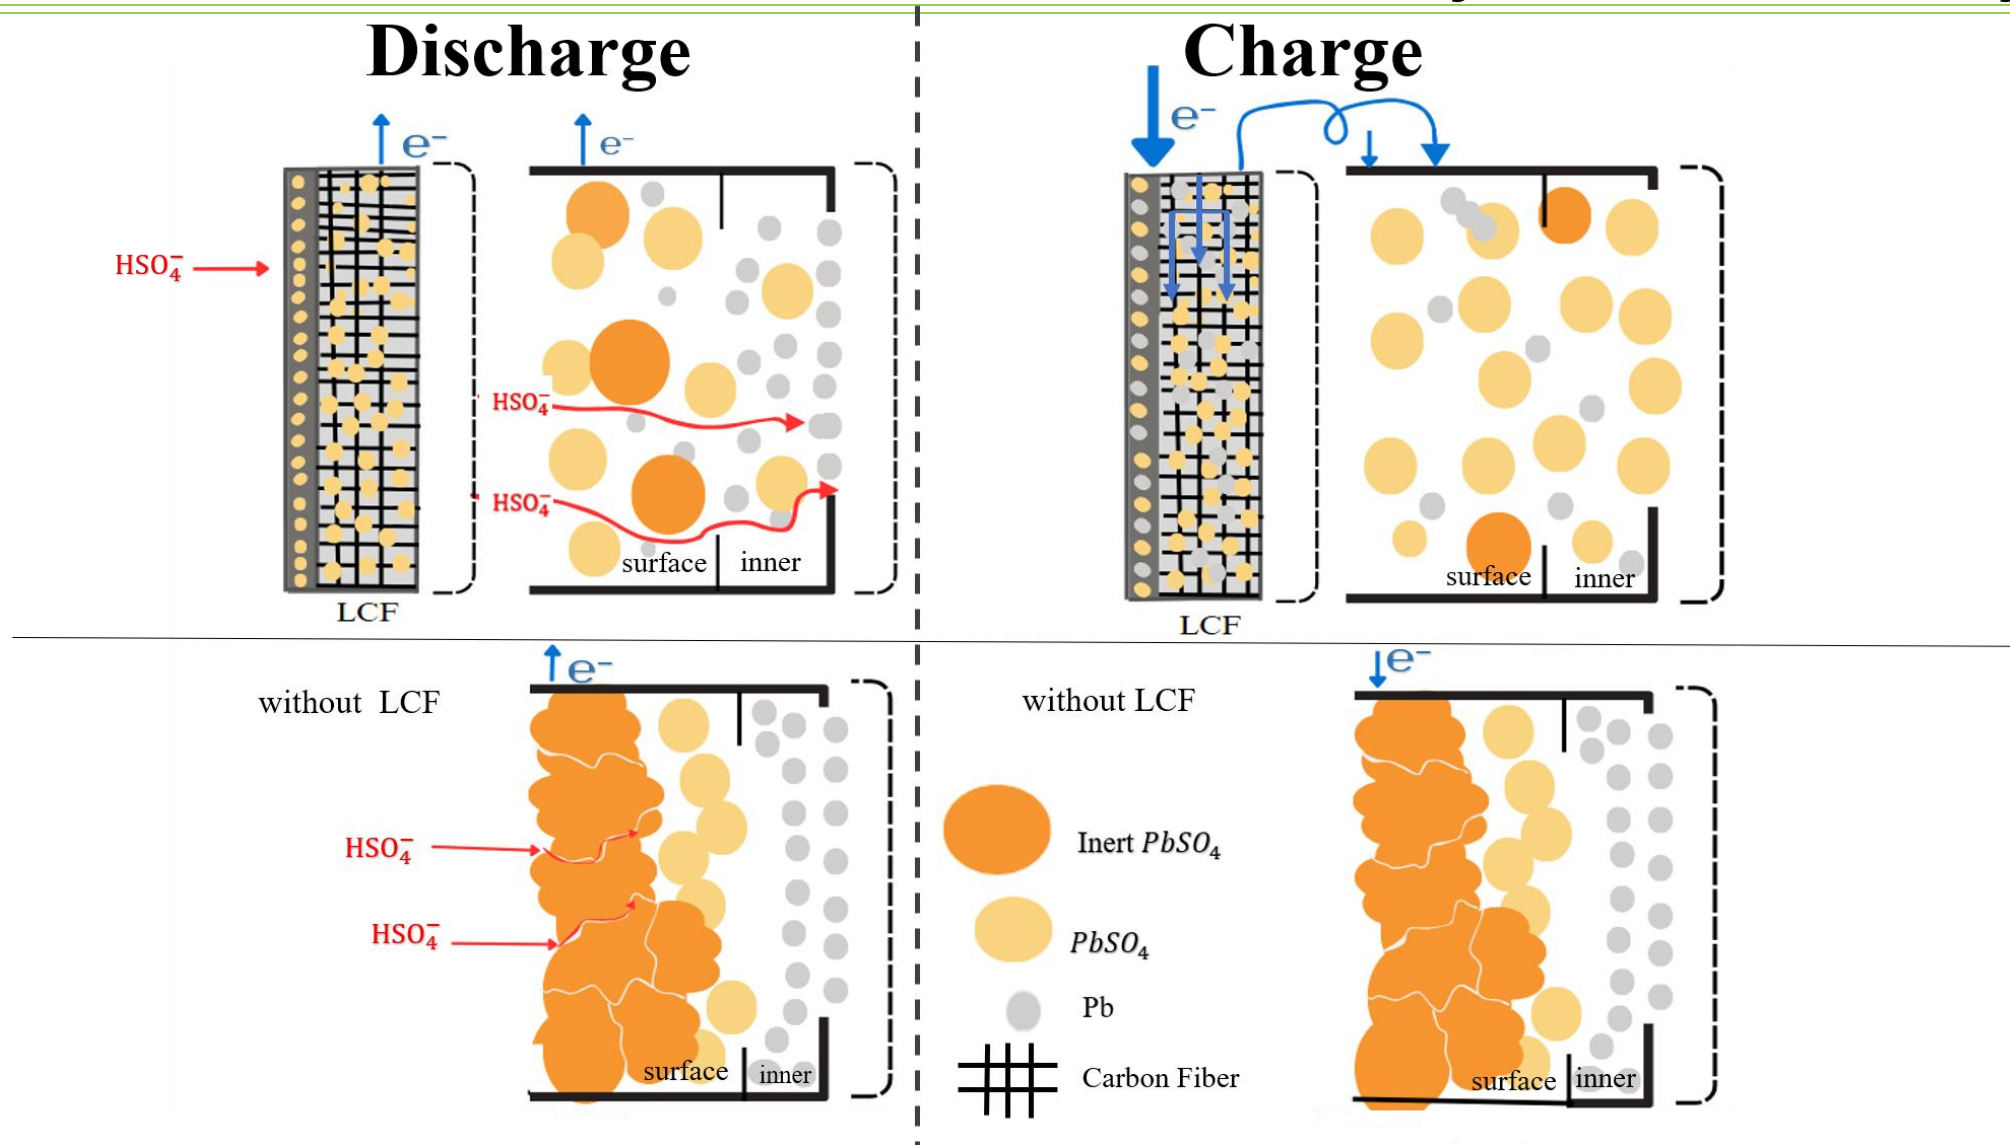 Discharge
Charge
e⁻
e⁻
e⁻
HSO₄⁻
HSO₄⁻
HSO₄⁻
surface
inner
surface
inner
LCF
LCF
e⁻
e⁻
without LCF
without LCF
HSO₄⁻
Inert PbSO₄
HSO₄⁻
PbSO₄
Pb
surface
inner
Carbon Fiber
surface
inner